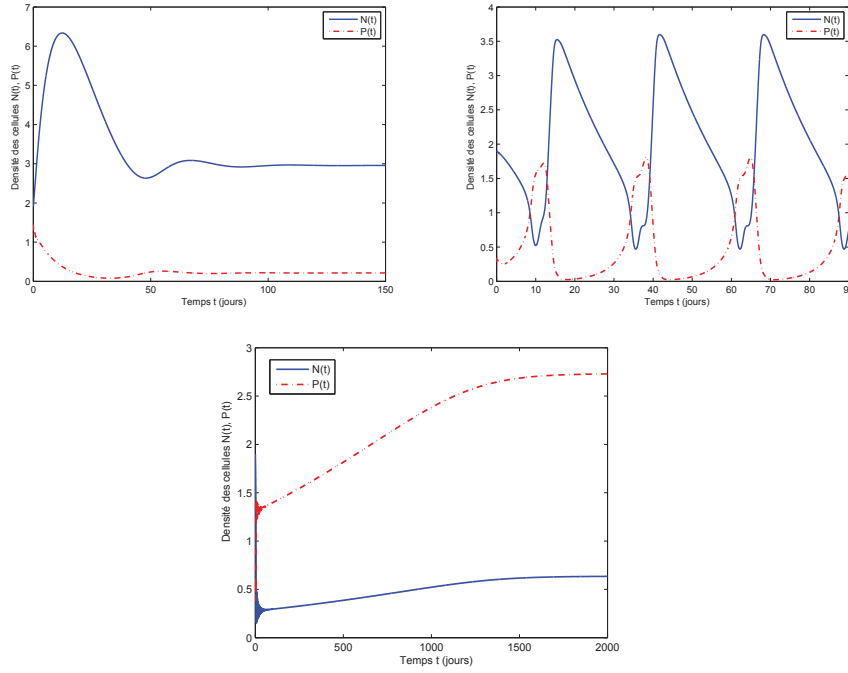 7
6
5
4
3
2
1
0
Densité des cellules N(t), P(t)
0 50 100 150
Temps t (jours)
N(t)
P(t)
4
3.5
3
2.5
2
1.5
1
0.5
0
Densité des cellules N(t), P(t)
0 10 20 30 40 50 60 70 80 90
Temps t (jours)
N(t)
P(t)
3
2.5
2
1.5
1
0.5
0
Densité des cellules N(t), P(t)
0 500 1000 1500 2000
Temps t (jours)
N(t)
P(t)